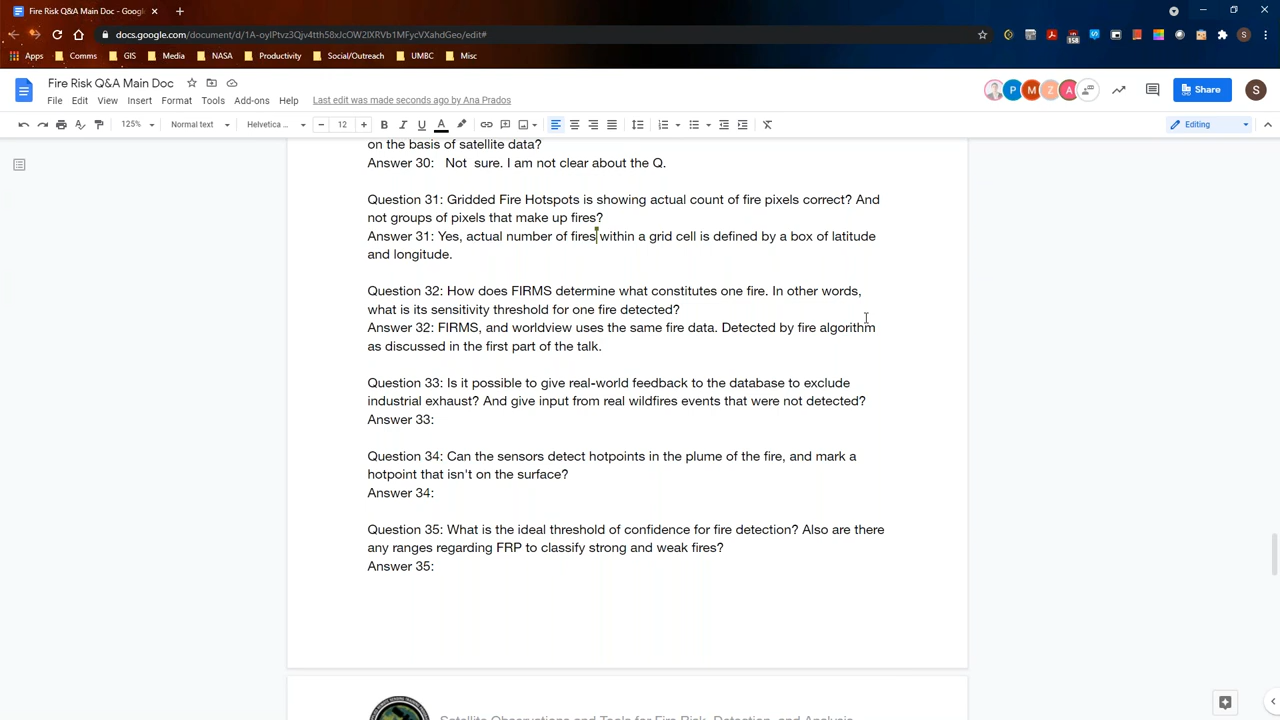 Fire Risk Q&A Main Doc - Googl
docs.google.com/document/d/1A-oyIPtvz3Qjv4tth58xJcOW2lXRVb1MFycVXahdGeo/edit#
Apps Comms GIS Media NASA Productivity Social/Outreach UMBC Misc
158
S
Fire Risk Q&A Main Doc
File Edit View Insert Format Tools Add-ons Help Last edit was made seconds ago by Ana Prados
P M Z A Share S
125% Normal text Helvetica ... 12 B I U A Editing
on the basis of satellite data?
Answer 30: Not sure. I am not clear about the Q.
Question 31: Gridded Fire Hotspots is showing actual count of fire pixels correct? And
not groups of pixels that make up fires?
Answer 31: Yes, actual number of fires within a grid cell is defined by a box of latitude
and longitude.
Question 32: How does FIRMS determine what constitutes one fire. In other words,
what is its sensitivity threshold for one fire detected?
Answer 32: FIRMS, and worldview uses the same fire data. Detected by fire algorithm
as discussed in the first part of the talk.
Question 33: Is it possible to give real-world feedback to the database to exclude
industrial exhaust? And give input from real wildfires events that were not detected?
Answer 33:
Question 34: Can the sensors detect hotpoints in the plume of the fire, and mark a
hotpoint that isn't on the surface?
Answer 34:
Question 35: What is the ideal threshold of confidence for fire detection? Also are there
any ranges regarding FRP to classify strong and weak fires?
Answer 35:
Satellite Observations and Tools for Fire Risk, Detection, and Analysis